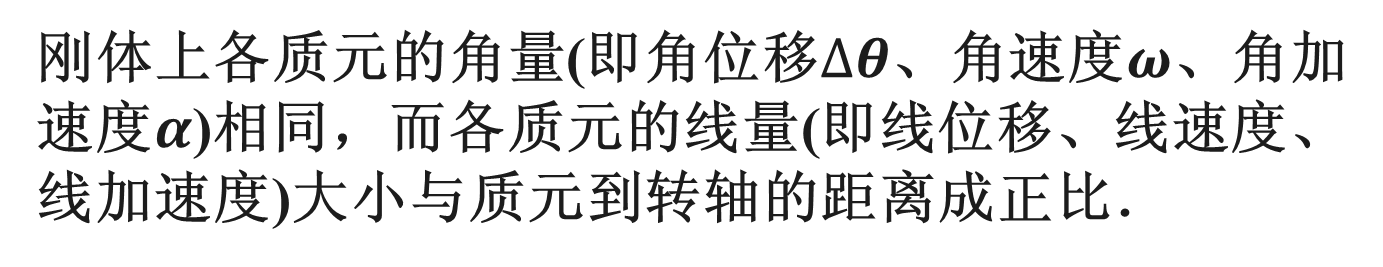 刚体上各质元的角量(即角位移Δθ、角速度ω、角加
速度α)相同，而各质元的线量(即线位移、线速度、
线加速度)大小与质元到转轴的距离成正比.